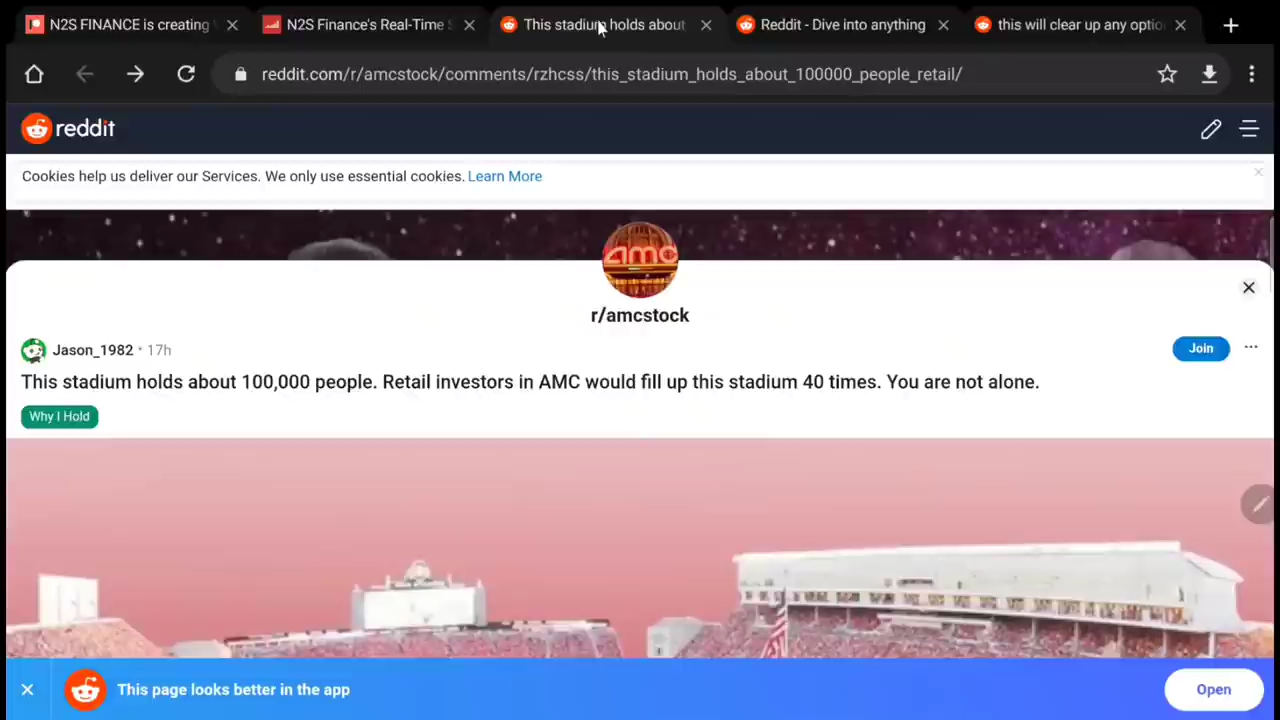 N2S FINANCE is creating
N2S Finance's Real-Time S
This stadium holds about
Reddit - Dive into anything
this will clear up any optio
reddit.com/r/amcstock/comments/rzhcss/this_stadium_holds_about_100000_people_retail/
reddit
Cookies help us deliver our Services. We only use essential cookies. Learn More
amc
r/amcstock
Jason_1982 · 17h
Join
This stadium holds about 100,000 people. Retail investors in AMC would fill up this stadium 40 times. You are not alone.
Why I Hold
This page looks better in the app
Open